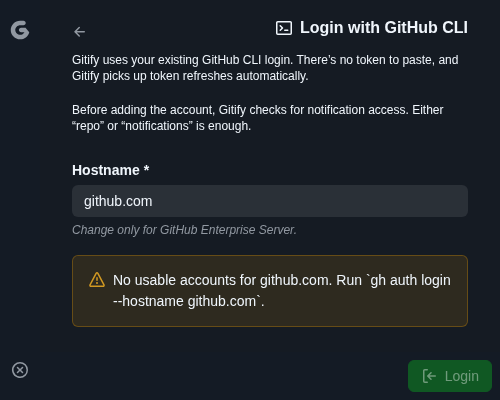 Login with GitHub CLI
Gitify uses your existing GitHub CLI login. There’s no token to paste, and
Gitify picks up token refreshes automatically.
Before adding the account, Gitify checks for notification access. Either
“repo” or “notifications” is enough.
Hostname *
github.com
Change only for GitHub Enterprise Server.
No usable accounts for github.com. Run `gh auth login
--hostname github.com`.
Login